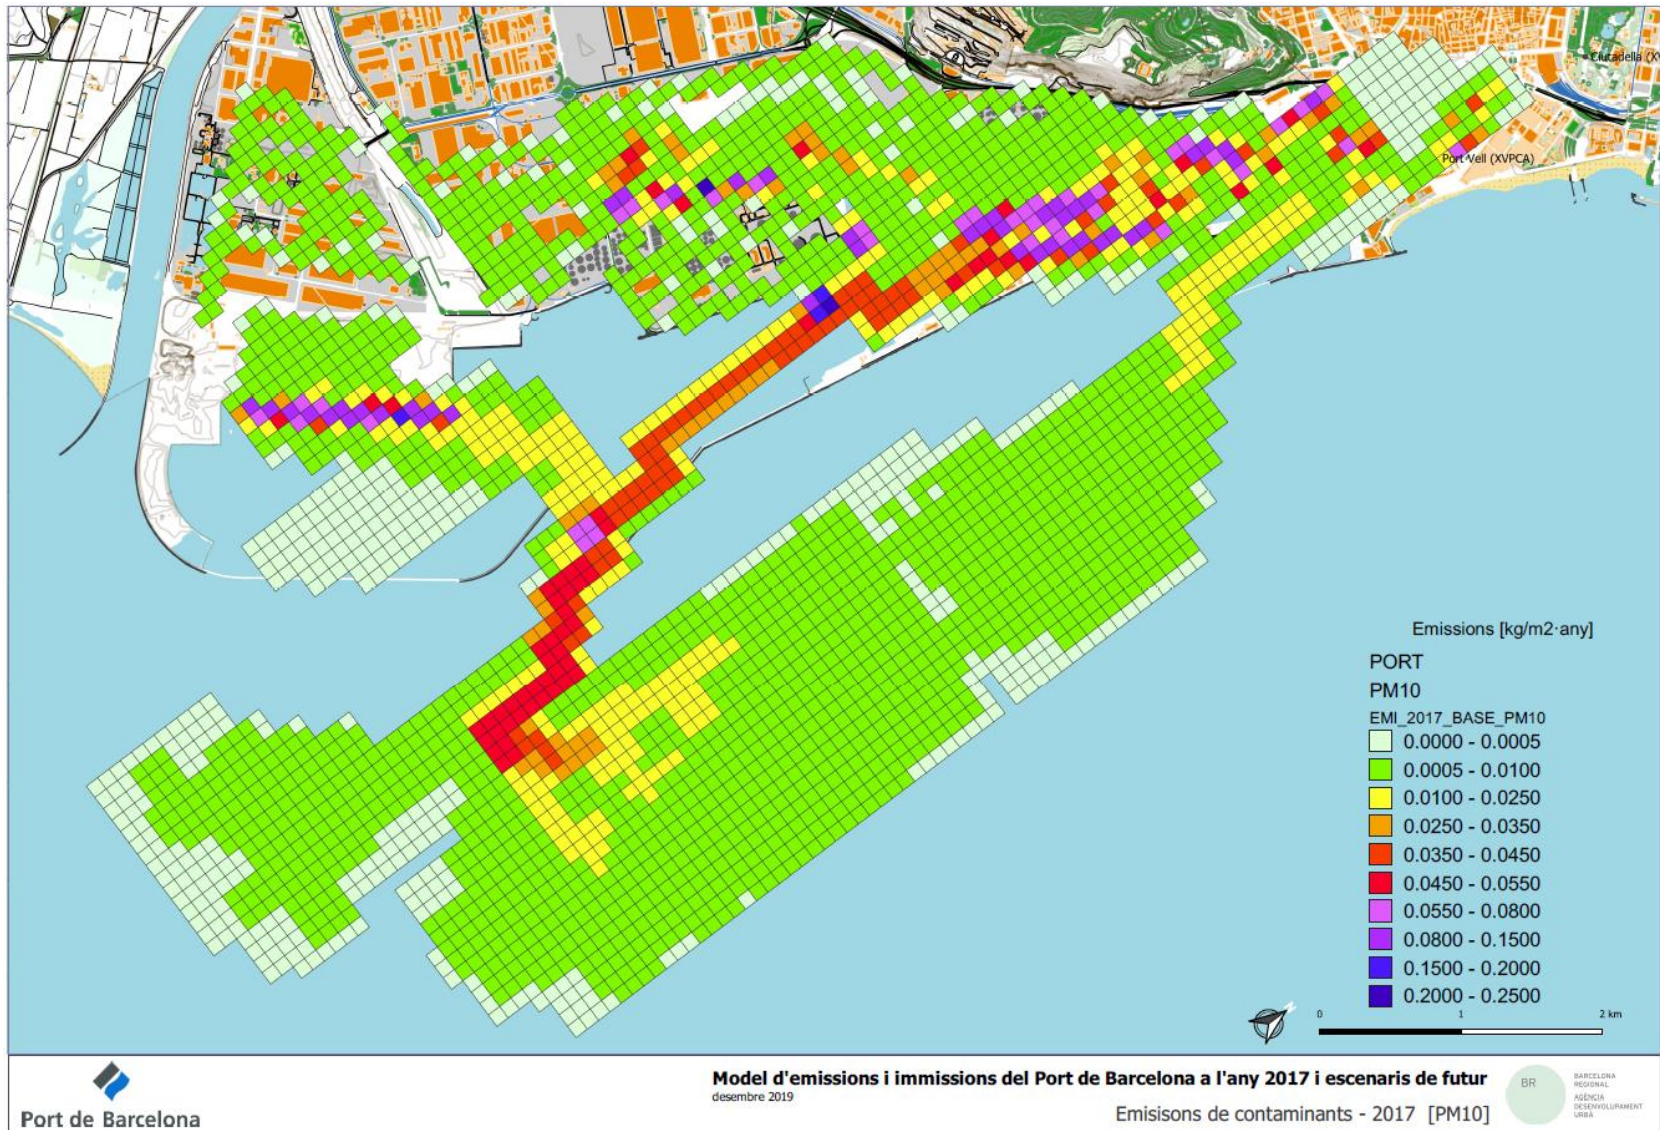 Ciutadella (XV
Port Vell (XVPCA)
Emissions [kg/m2·any]
PORT
PM10
EMI_2017_BASE_PM10
0.0000 - 0.0005
0.0005 - 0.0100
0.0100 - 0.0250
0.0250 - 0.0350
0.0350 - 0.0450
0.0450 - 0.0550
0.0550 - 0.0800
0.0800 - 0.1500
0.1500 - 0.2000
0.2000 - 0.2500
N
0 1 2 km
Port de Barcelona
Model d'emissions i immissions del Port de Barcelona a l'any 2017 i escenaris de futur
desembre 2019
Emisisons de contaminants - 2017 [PM10]
BR
BARCELONA
REGIONAL
AGÈNCIA
DESENVOLUPAMENT
URBÀ